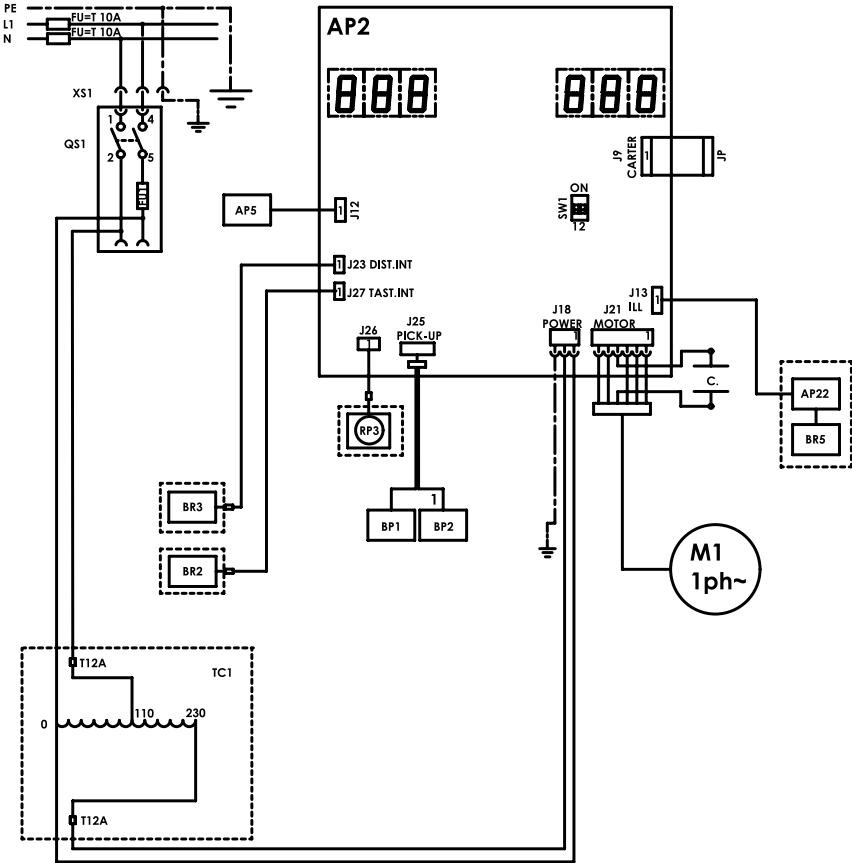 PE
L1
N
FU=T 10A
FU=T 10A
XS1
QS1
1
4
2
5
FU1
AP2
888
888
J9
CARTER
1
JP
ON
SW1
12
AP5
1
J12
1
J23 DIST.INT
1
J27 TAST.INT
J26
1
J25
PICK-UP
J18
POWER
1
J21
MOTOR
1
J13
ILL
1
C.
AP22
BR5
RP3
BR3
BR2
1
BP1
BP2
M1
1ph~
T12A
TC1
0
110
230
T12A